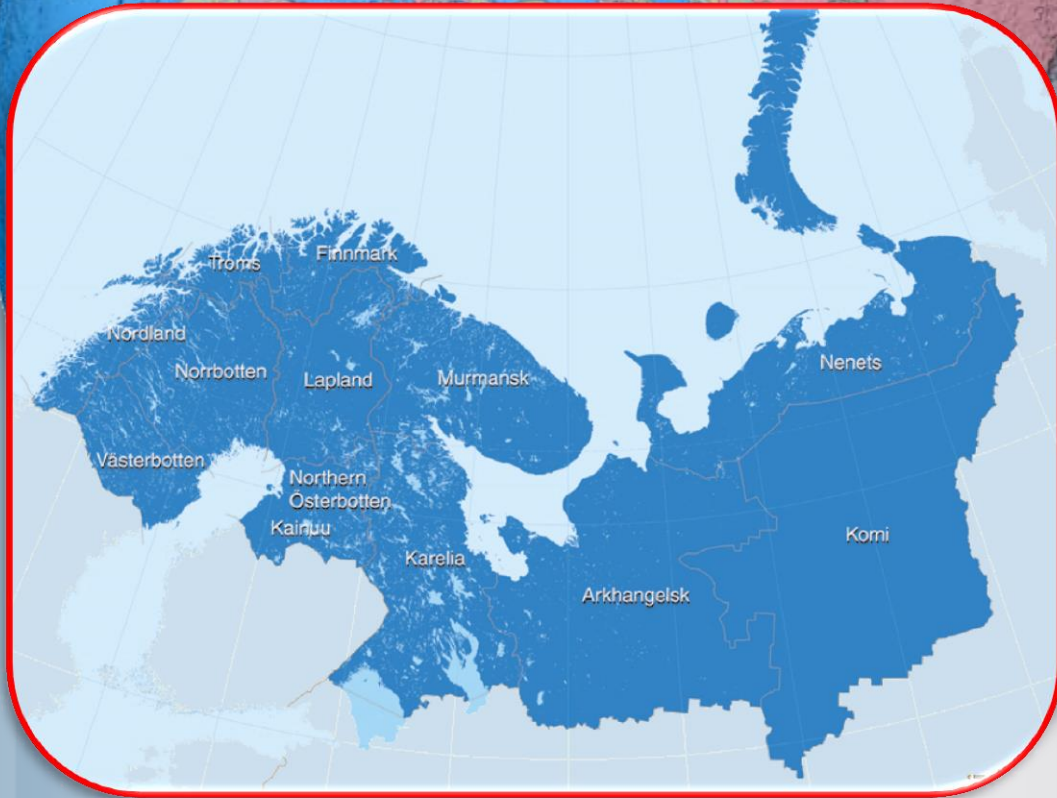 Troms
Finnmark
Nordland
Norrbotten
Lapland
Murmansk
Nenets
Västerbotten
Northern
Österbotten
Kainuu
Karelia
Komi
Arkhangelsk